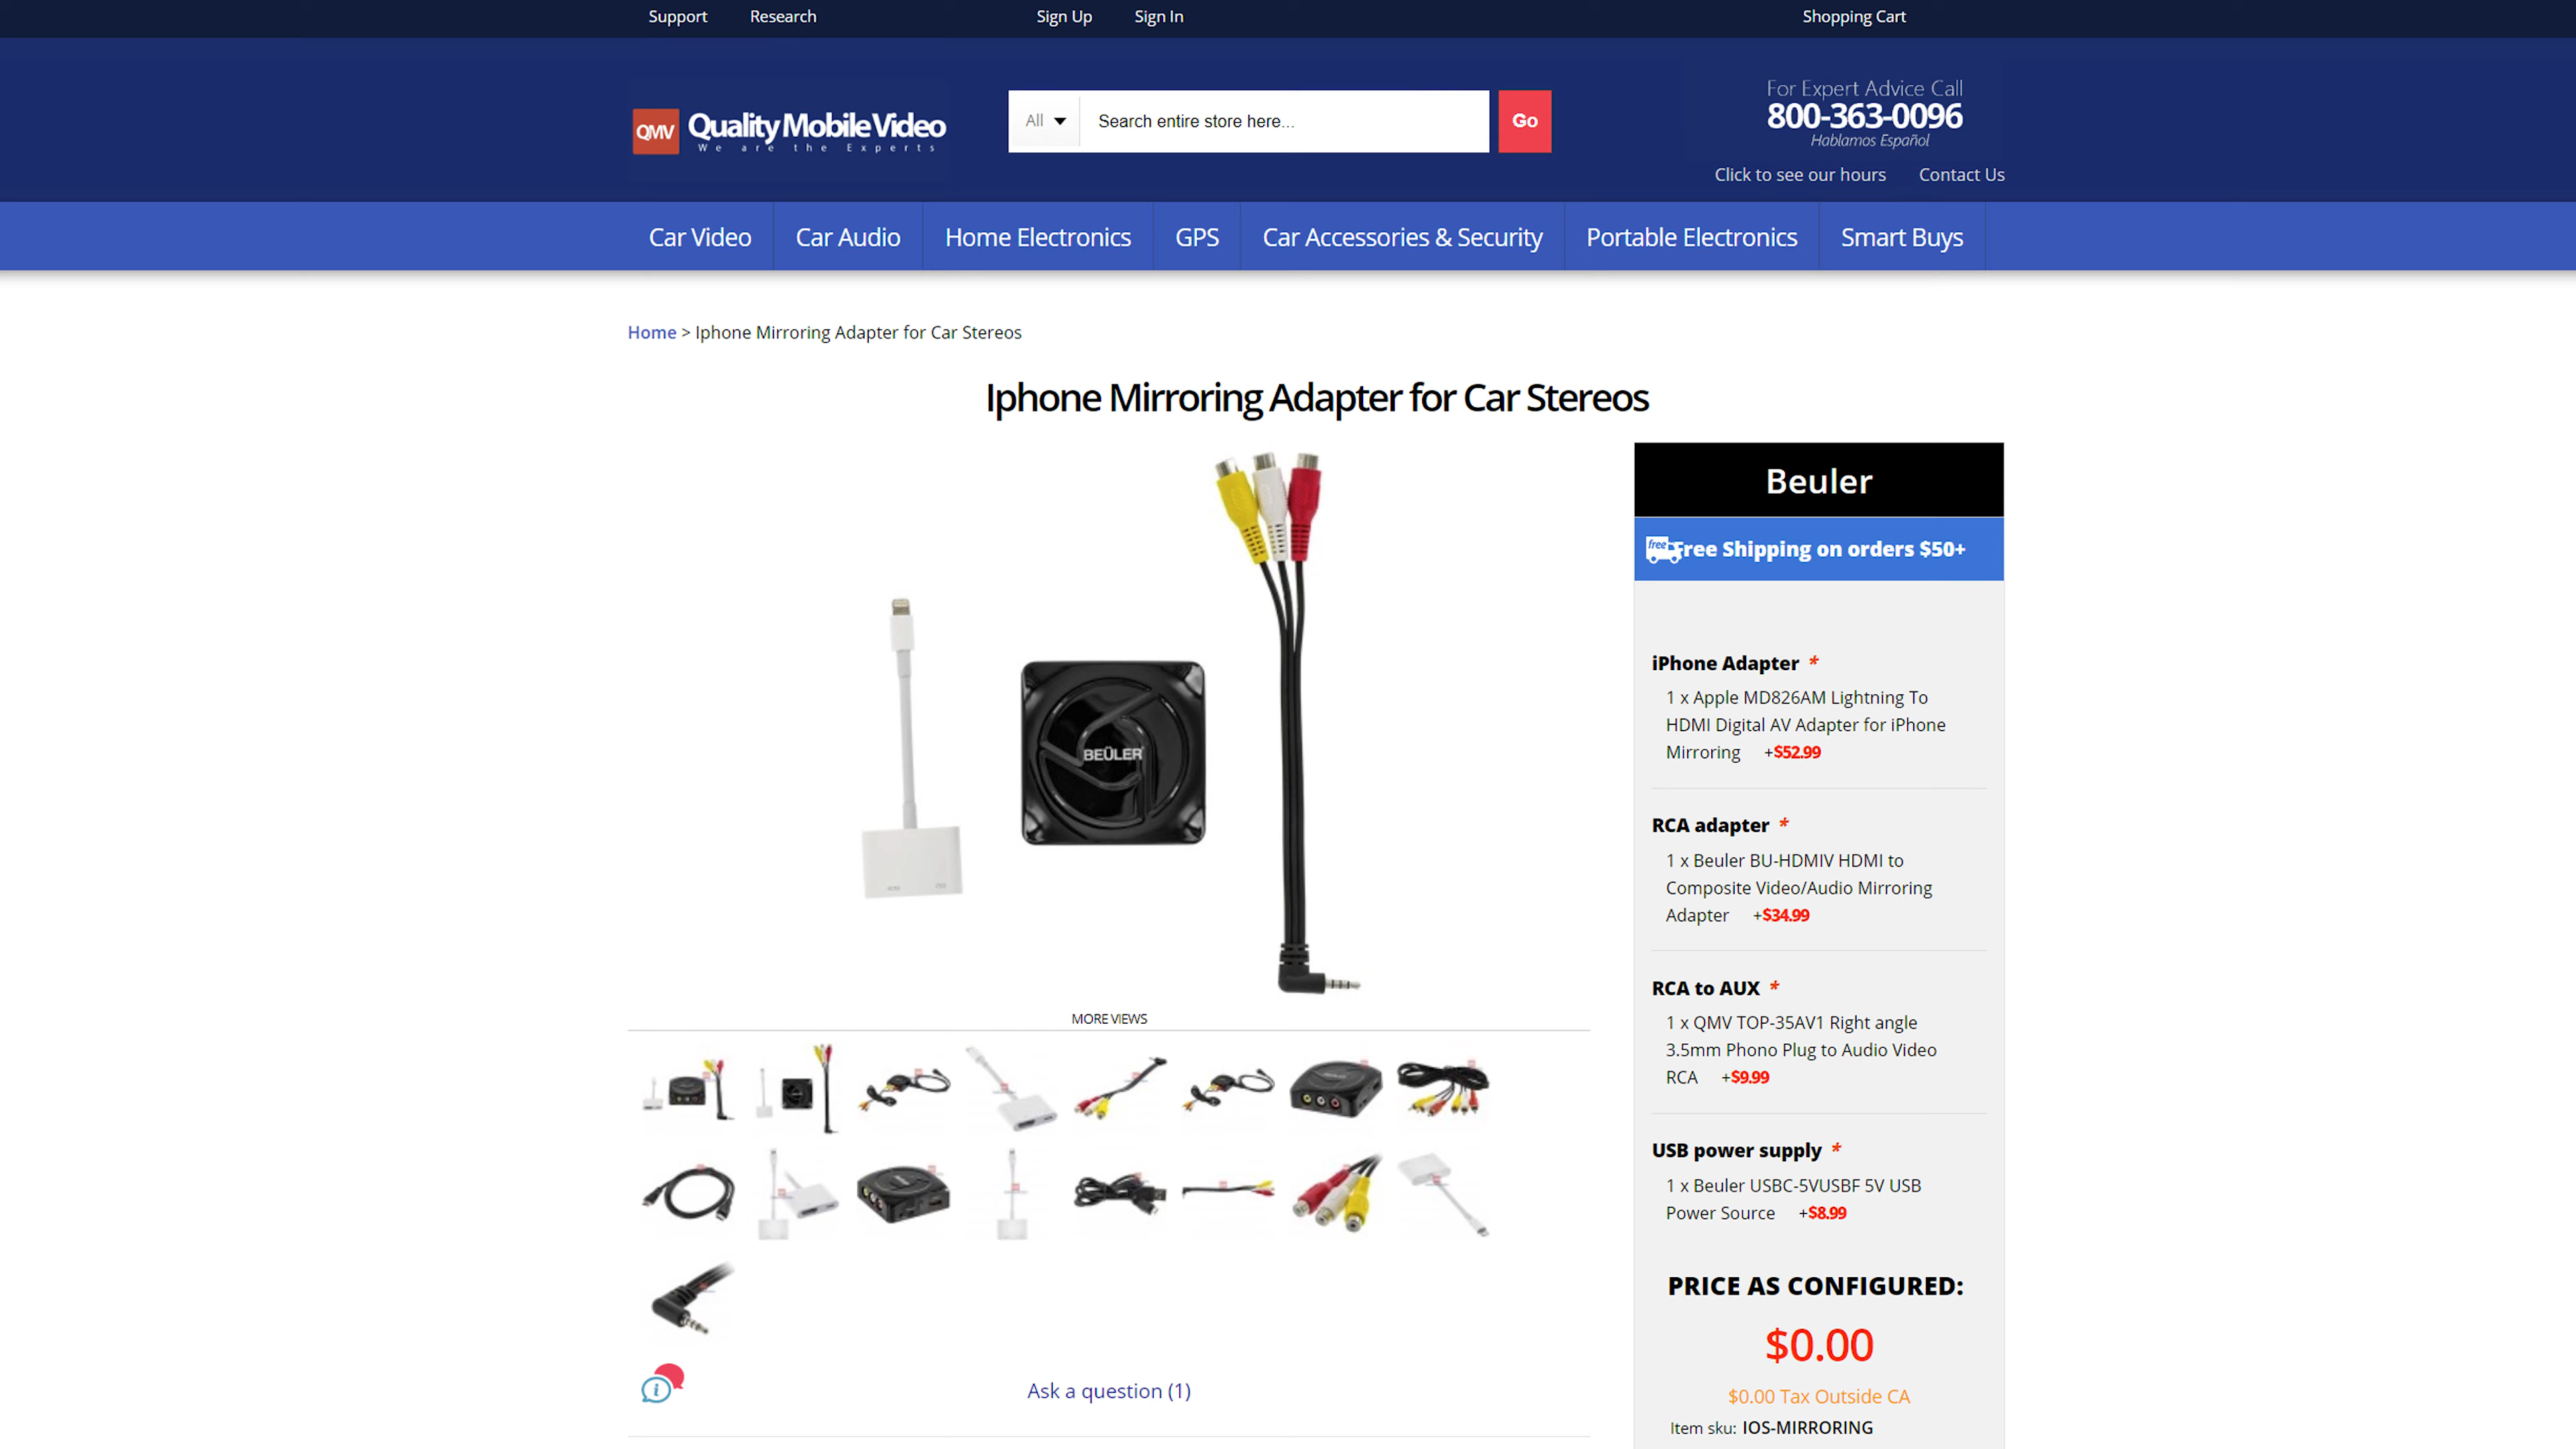 Support Research Sign Up Sign In Shopping Cart
QMV Quality Mobile Video
We are the Experts
All Search entire store here... Go
For Expert Advice Call
800-363-0096
Hablamos Español
Click to see our hours Contact Us
Car Video Car Audio Home Electronics GPS Car Accessories & Security Portable Electronics Smart Buys
Home > Iphone Mirroring Adapter for Car Stereos
Iphone Mirroring Adapter for Car Stereos
BEÜLER
MORE VIEWS
Ask a question (1)
Beuler
free Free Shipping on orders $50+
iPhone Adapter *
1 x Apple MD826AM Lightning To
HDMI Digital AV Adapter for iPhone
Mirroring +$52.99
RCA adapter *
1 x Beuler BU-HDMIV HDMI to
Composite Video/Audio Mirroring
Adapter +$34.99
RCA to AUX *
1 x QMV TOP-35AV1 Right angle
3.5mm Phono Plug to Audio Video
RCA +$9.99
USB power supply *
1 x Beuler USBC-5VUSBF 5V USB
Power Source +$8.99
PRICE AS CONFIGURED:
$0.00
$0.00 Tax Outside CA
Item sku: IOS-MIRRORING